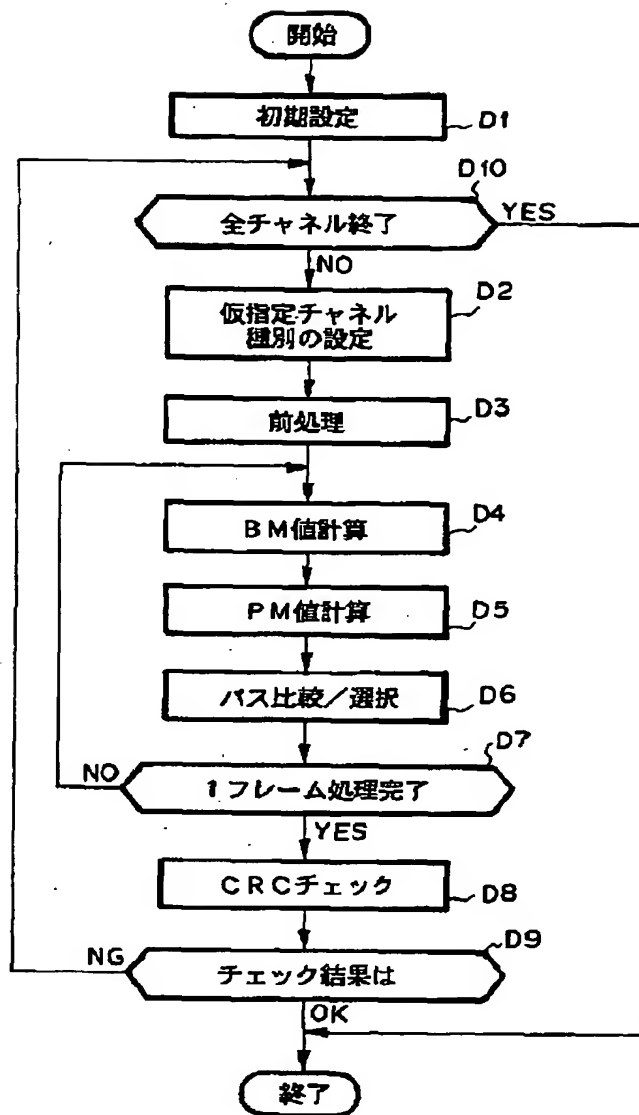 開始
初期設定
D1
D10
全チャネル終了
YES
NO
D2
仮指定チャネル
種別の設定
前処理
D3
BM値計算
D4
PM値計算
D5
パス比較/選択
D6
D7
NO
1フレーム処理完了
YES
CRCチェック
D8
D9
NG
チェック結果は
OK
終了